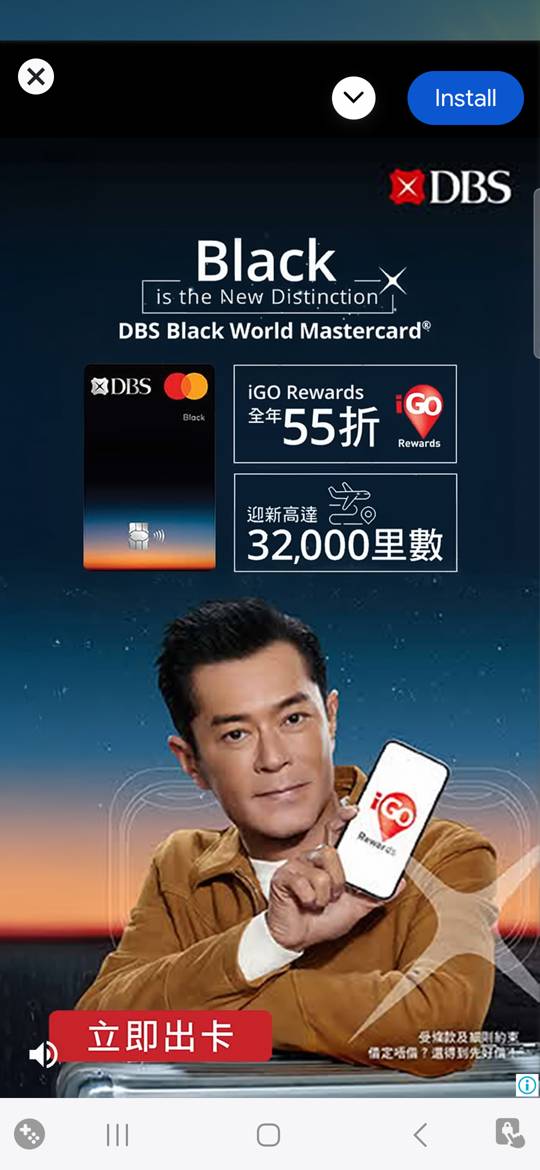 Install
DBS
Black
is the New Distinction
DBS Black World Mastercard®
DBS
Black
iGO Rewards
全年55折
iGO
Rewards
迎新高達
32,000里數
iGO
Rewards
立即出卡
受條款及細則約束
借定唔借？還得到先好借！